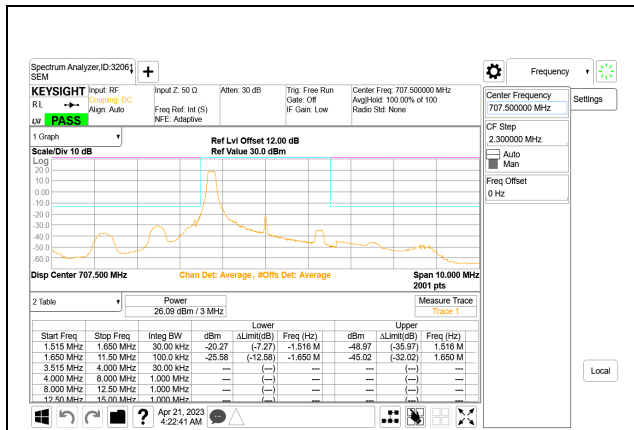 Spectrum Analyzer,ID:32061
SEM
Frequency
KEYSIGHT
Input: RF
Input Z: 50 Ω
Atten: 30 dB
Trig: Free Run
Center Freq: 707.500000 MHz
R L
Coupling: DC
Gate: Off
Avg|Hold: 100.00% of 100
Align: Auto
Freq Ref: Int (S)
IF Gain: Low
Radio Std: None
LXI
PASS
NFE: Adaptive
Center Frequency
707.500000 MHz
Settings
CF Step
2.300000 MHz
Auto
Man
Freq Offset
0 Hz
1 Graph
Ref Lvl Offset 12.00 dB
Scale/Div 10 dB
Ref Value 30.0 dBm
Log
20.0
10.0
0.00
-10.0
-20.0
-30.0
-40.0
-50.0
-60.0
Disp Center 707.500 MHz
Chan Det: Average , #Offs Det: Average
Span 10.000 MHz
2001 pts
2 Table
Power
Measure Trace
26.09 dBm / 3 MHz
Trace 1
Lower
Upper
Start Freq Stop Freq Integ BW dBm ΔLimit(dB) Freq (Hz) dBm ΔLimit(dB) Freq (Hz)
1.515 MHz 1.650 MHz 30.00 kHz -20.27 (-7.27) -1.516 M -48.97 (-35.97) 1.516 M
1.650 MHz 11.50 MHz 100.0 kHz -25.58 (-12.58) -1.650 M -45.02 (-32.02) 1.650 M
3.515 MHz 4.000 MHz 30.00 kHz --- (---) --- --- (---) ---
4.000 MHz 8.000 MHz 1.000 MHz --- (---) --- --- (---) ---
8.000 MHz 12.50 MHz 1.000 MHz --- (---) --- --- (---) ---
12.50 MHz 15.00 MHz 1.000 MHz --- (---) --- --- (---) ---
Local
?
Apr 21, 2023
4:22:41 AM